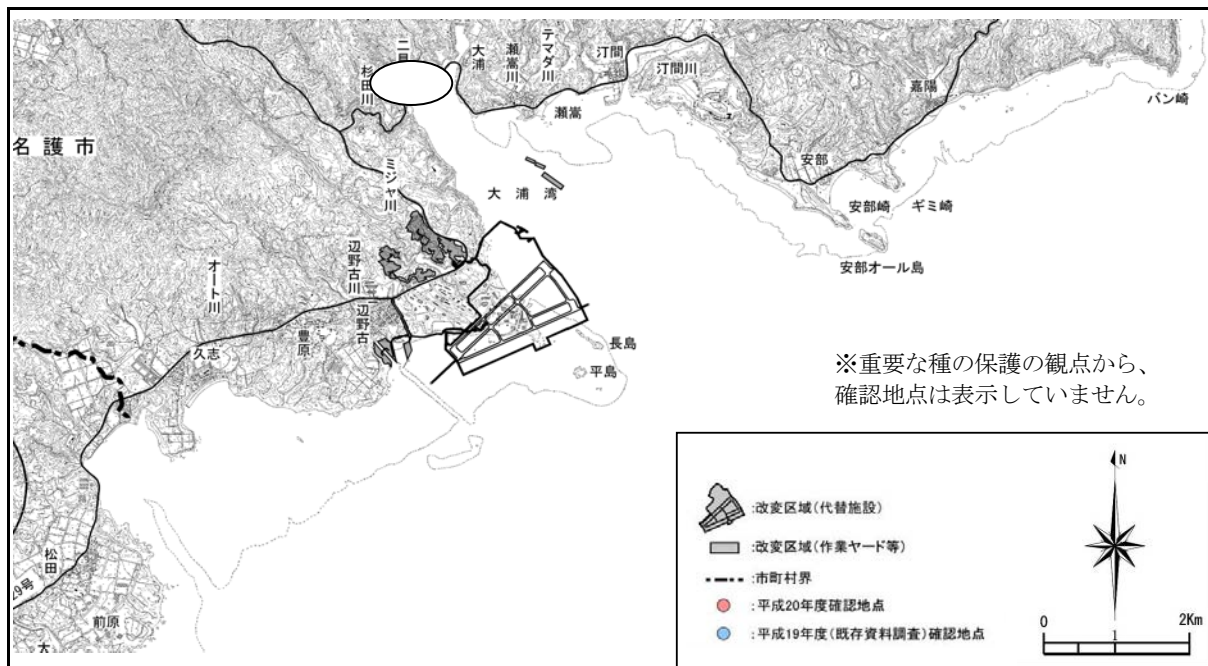 二見
杉田川
大浦
瀬嵩川
テマダ川
汀間
汀間川
瀬嵩
嘉陽
バン崎
名護市
ミジャ川
大浦湾
安部
安部崎
ギミ崎
安部オール島
辺野古川
オート川
辺野古
豊原
久志
長島
平島
※重要な種の保護の観点から、
確認地点は表示していません。
松田
29号
前原
大
N
:改変区域(代替施設)
:改変区域(作業ヤード等)
:市町村界
:平成20年度確認地点
:平成19年度(既存資料調査)確認地点
0 1 2Km